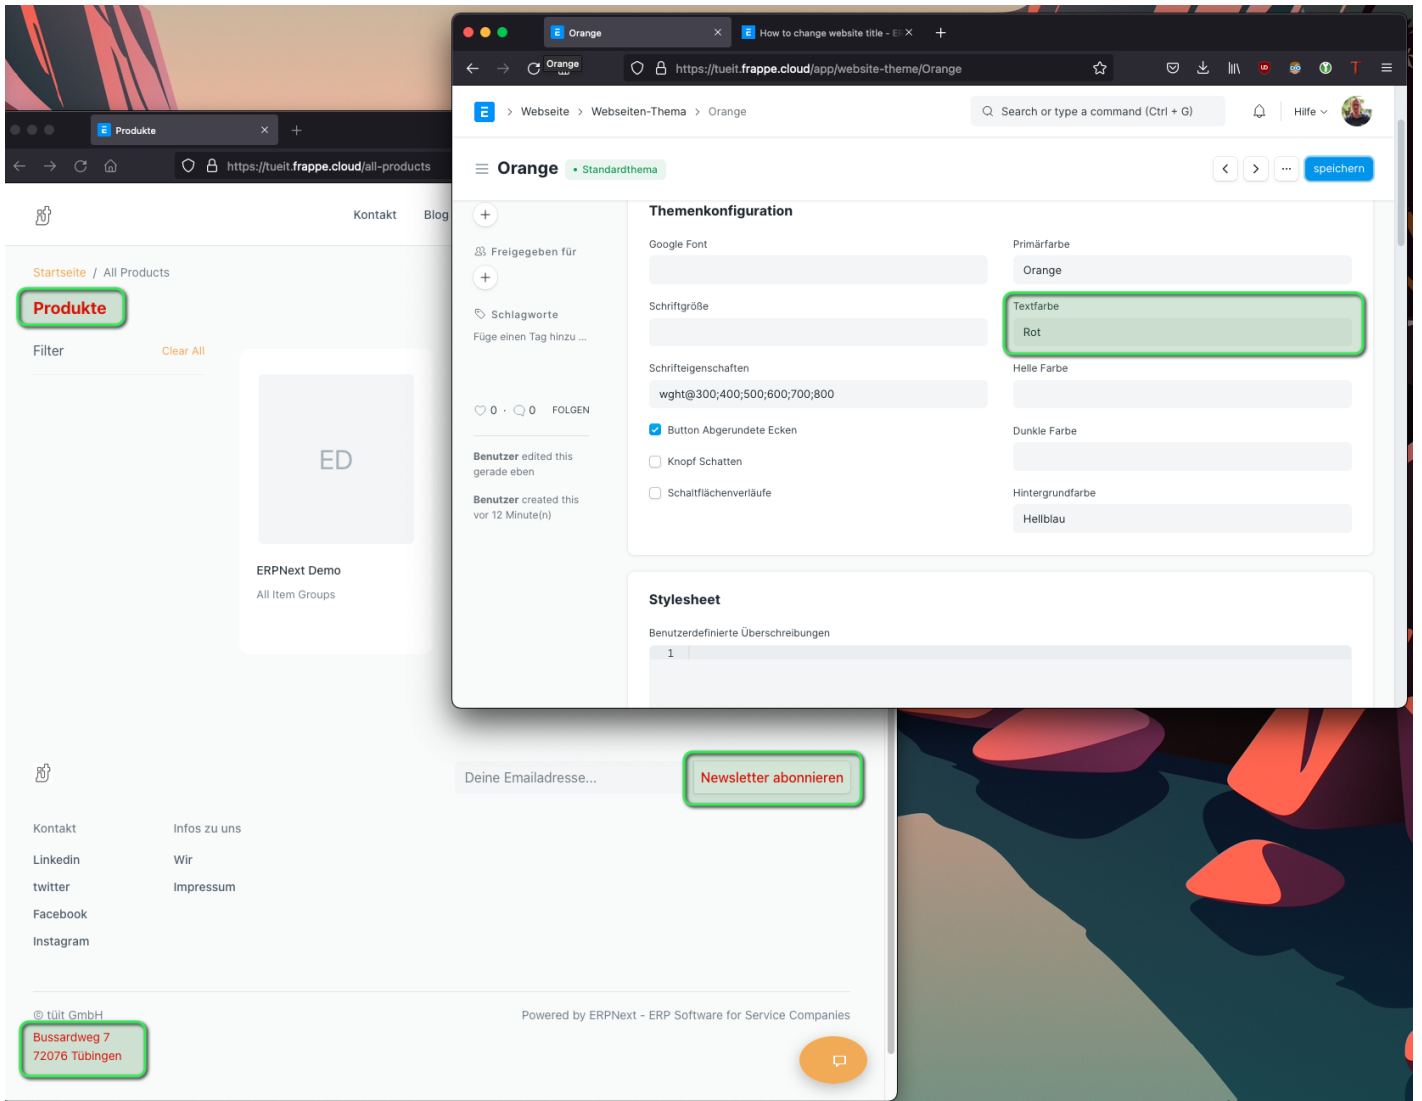 Orange
How to change website title - E
Orange
https://tueit.frappe.cloud/app/website-theme/Orange
Webseite > Webseiten-Thema > Orange
Search or type a command (Ctrl + G)
Hilfe
Orange
• Standardthema
speichern
Freigegeben für
Schlagworte
Füge einen Tag hinzu ...
0 · 0 FOLGEN
Benutzer edited this
gerade eben
Benutzer created this
vor 12 Minute(n)
Themenkonfiguration
Google Font
Primärfarbe
Orange
Schriftgröße
Textfarbe
Rot
Schrifteigenschaften
wght@300;400;500;600;700;800
Helle Farbe
Button Abgerundete Ecken
Dunkle Farbe
Knopf Schatten
Schaltflächenverläufe
Hintergrundfarbe
Hellblau
Stylesheet
Benutzerdefinierte Überschreibungen
1
Produkte
https://tueit.frappe.cloud/all-products
Kontakt
Blog
Startseite / All Products
Produkte
Filter
Clear All
ED
ERPNext Demo
All Item Groups
Deine Emailadresse...
Newsletter abonnieren
Kontakt
Infos zu uns
Linkedin
Wir
twitter
Impressum
Facebook
Instagram
© tüit GmbH
Powered by ERPNext - ERP Software for Service Companies
Bussardweg 7
72076 Tübingen